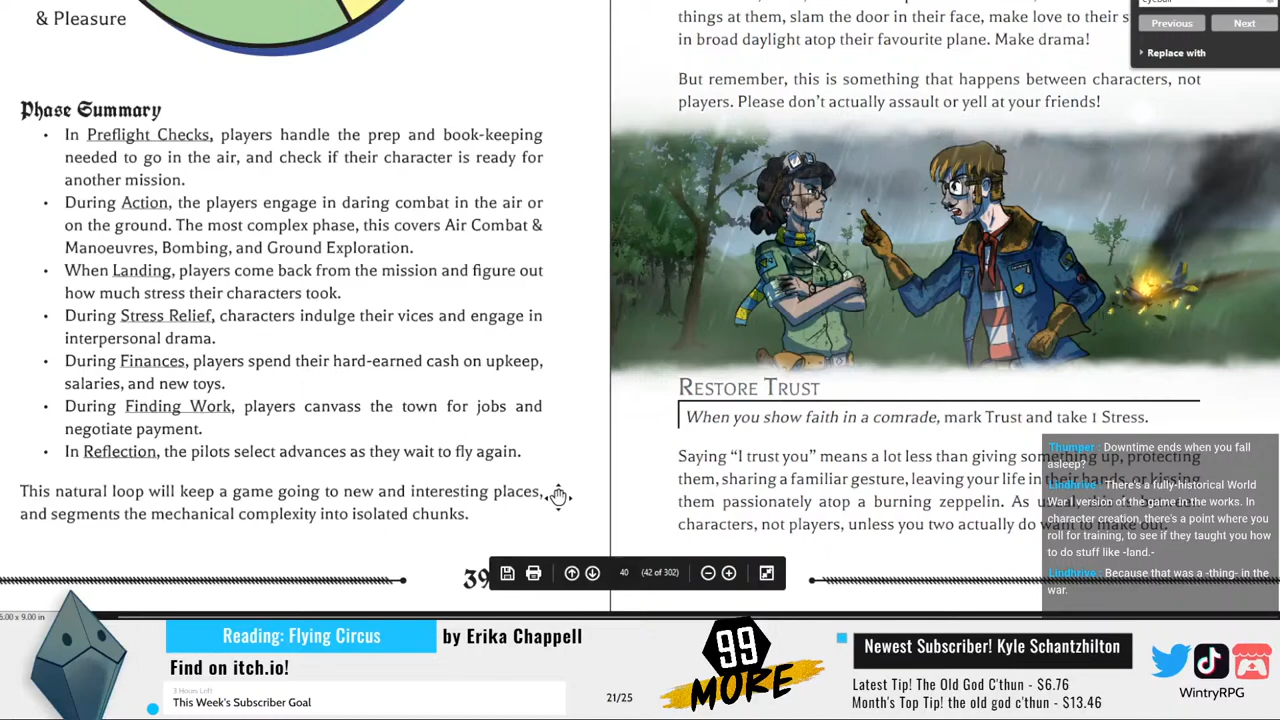 & Pleasure
Phase Summary
• In Preflight Checks, players handle the prep and book-keeping
needed to go in the air, and check if their character is ready for
another mission.
• During Action, the players engage in daring combat in the air or
on the ground. The most complex phase, this covers Air Combat &
Manoeuvres, Bombing, and Ground Exploration.
• When Landing, players come back from the mission and figure out
how much stress their characters took.
• During Stress Relief, characters indulge their vices and engage in
interpersonal drama.
• During Finances, players spend their hard-earned cash on upkeep,
salaries, and new toys.
• During Finding Work, players canvass the town for jobs and
negotiate payment.
• In Reflection, the pilots select advances as they wait to fly again.
This natural loop will keep a game going to new and interesting places,
and segments the mechanical complexity into isolated chunks.
39
things at them, slam the door in their face, make love to their
in broad daylight atop their favourite plane. Make drama!
But remember, this is something that happens between characters, not
players. Please don't actually assault or yell at your friends!
Restore Trust
When you show faith in a comrade, mark Trust and take 1 Stress.
Saying “I trust you” means a lot less than giving something up, protecting
them, sharing a familiar gesture, leaving your life in their hands, or kissing
them passionately atop a burning zeppelin. As
characters, not players, unless you two actually do want to make out.
Previous
Next
Replace with
Thumper : Downtime ends when you fall
asleep?
Lindhrive : There's a fully-historical World
War I version of the game in the works. In
character creation, there's a point where you
roll for training, to see if they taught you how
to do stuff like -land.-
Lindhrive : Because that was a -thing- in the
war.
40
(42 of 302)
6.00 x 9.00 in
Reading: Flying Circus
by Erika Chappell
Find on itch.io!
3 Hours Left
This Week's Subscriber Goal
21/25
99
MORE
Newest Subscriber! Kyle Schantzhilton
Latest Tip! The Old God C'thun - $6.76
Month's Top Tip! the old god c'thun - $13.46
WintryRPG